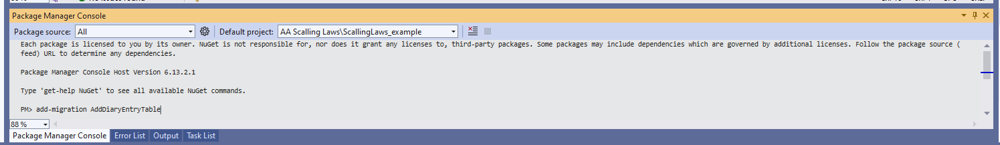 Package Manager Console
Package source: All
Default project: AA Scalling Laws\ScallingLaws_example
Each package is licensed to you by its owner. NuGet is not responsible for, nor does it grant any licenses to, third-party packages. Some packages may include dependencies which are governed by additional licenses. Follow the package source (
feed) URL to determine any dependencies.
Package Manager Console Host Version 6.13.2.1
Type 'get-help NuGet' to see all available NuGet commands.
PM> add-migration AddDiaryEntryTable
88 %
Package Manager Console Error List Output Task List